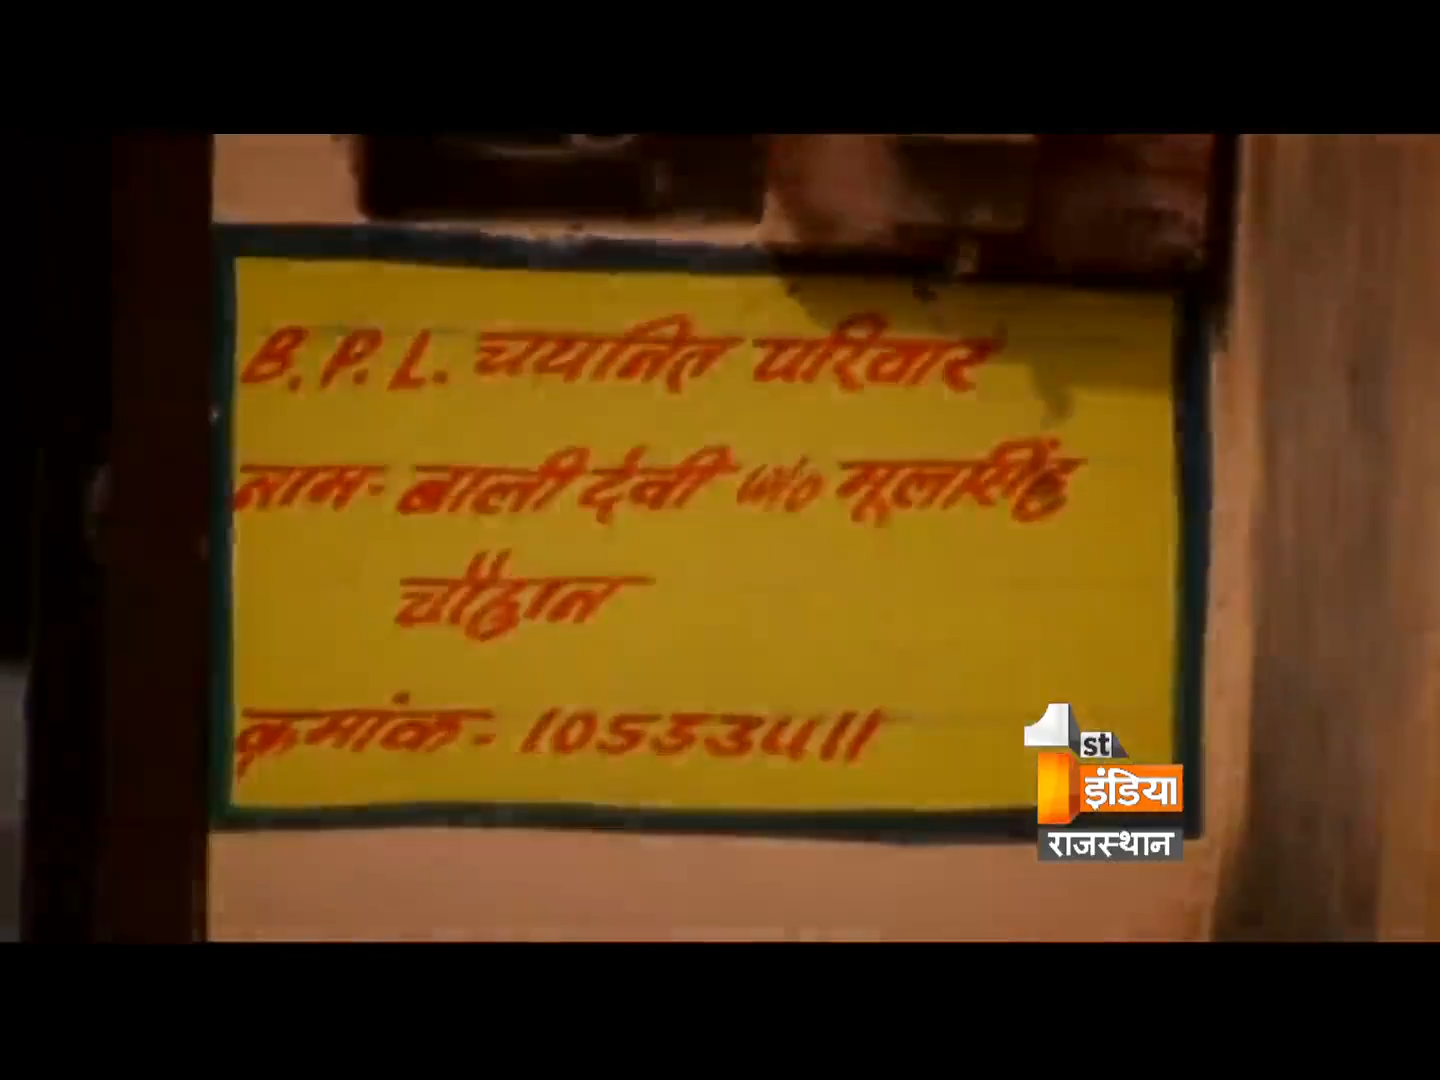 B.P.L. चयनित परिवार
नाम- बाली देवी w/o मूलसिंह
चौहान
क्रमांक- 10553411
1st
इंडिया
राजस्थान